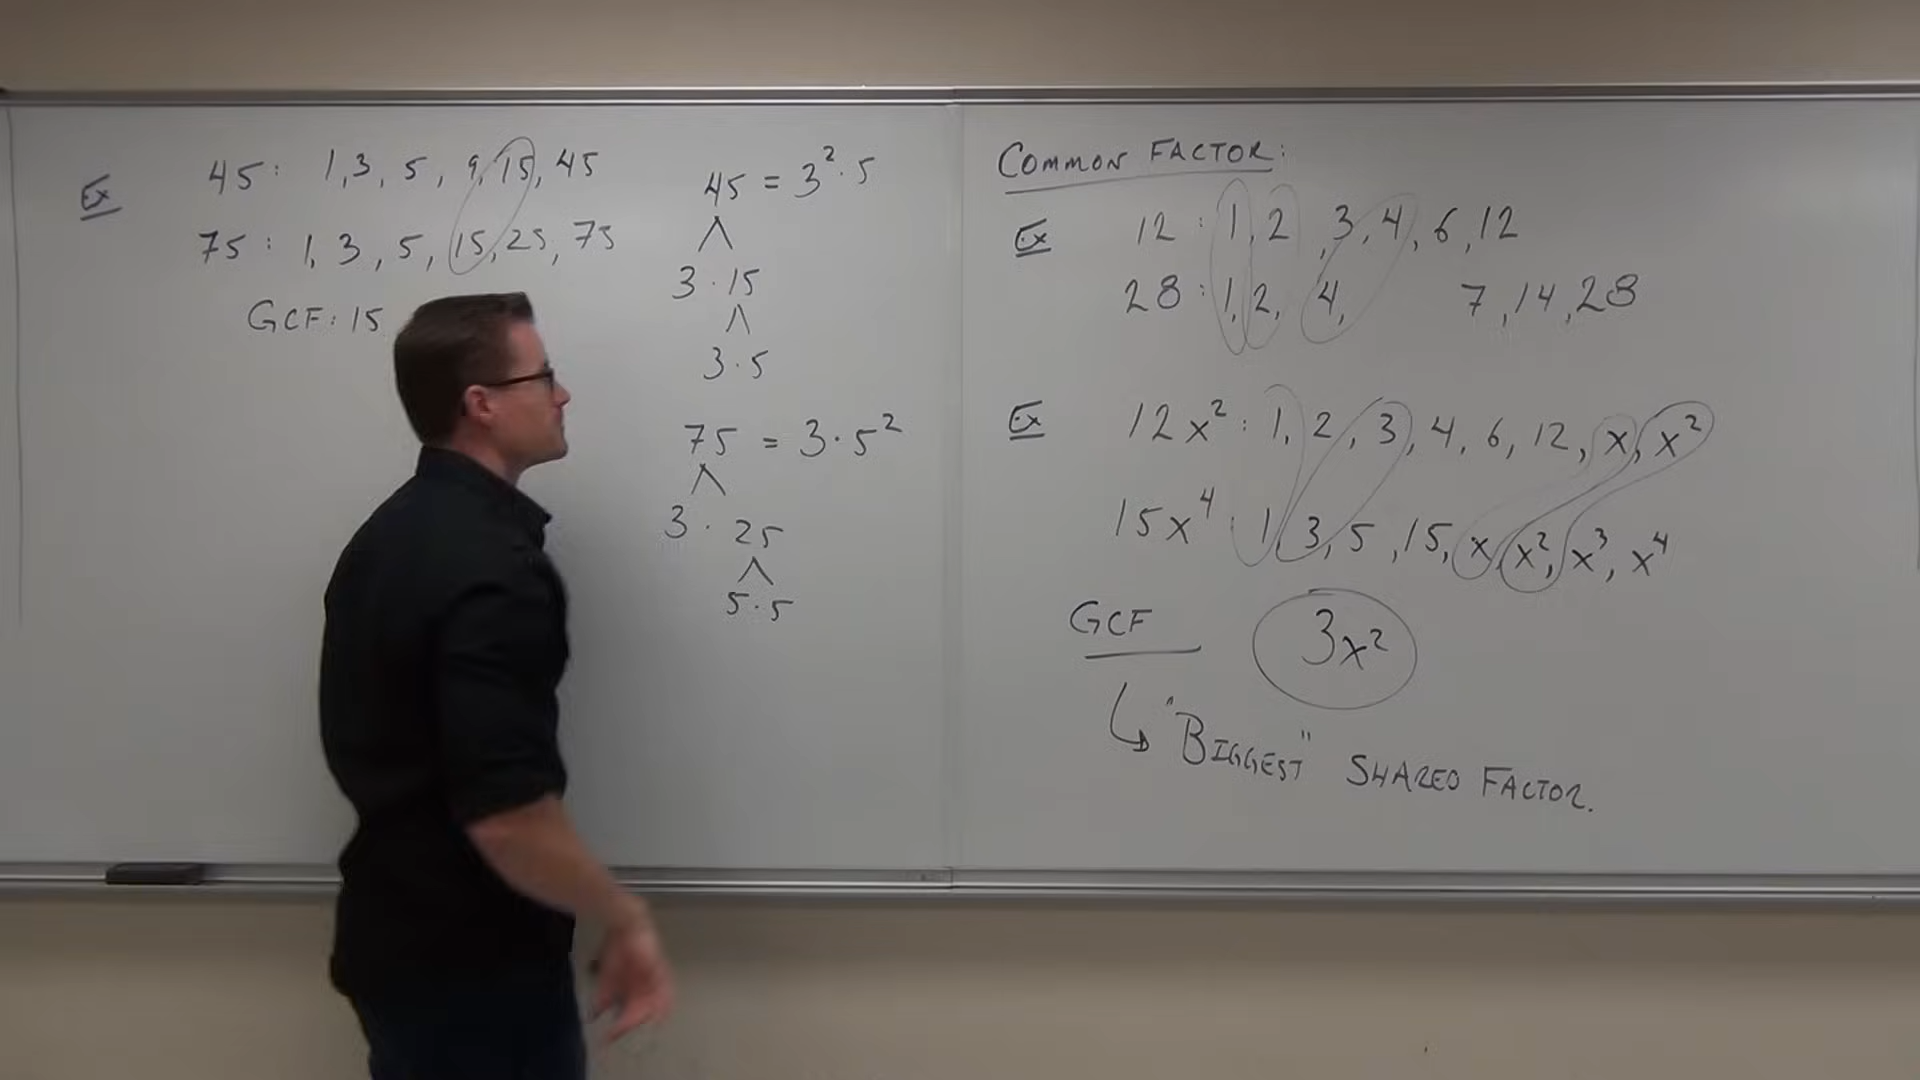 Ex 45: 1, 3, 5, 9, 15, 45
75: 1, 3, 5, 15, 25, 75
GCF: 15
45 = 3²·5
3·15
3·5
75 = 3·5²
3·25
5·5
COMMON FACTOR:
Ex 12: 1, 2, 3, 4, 6, 12
28: 1, 2, 4, 7, 14, 28
Ex 12x²: 1, 2, 3, 4, 6, 12, x, x²
15x⁴: 1, 3, 5, 15, x, x², x³, x⁴
GCF 3x²
"BIGGEST" SHARED FACTOR.